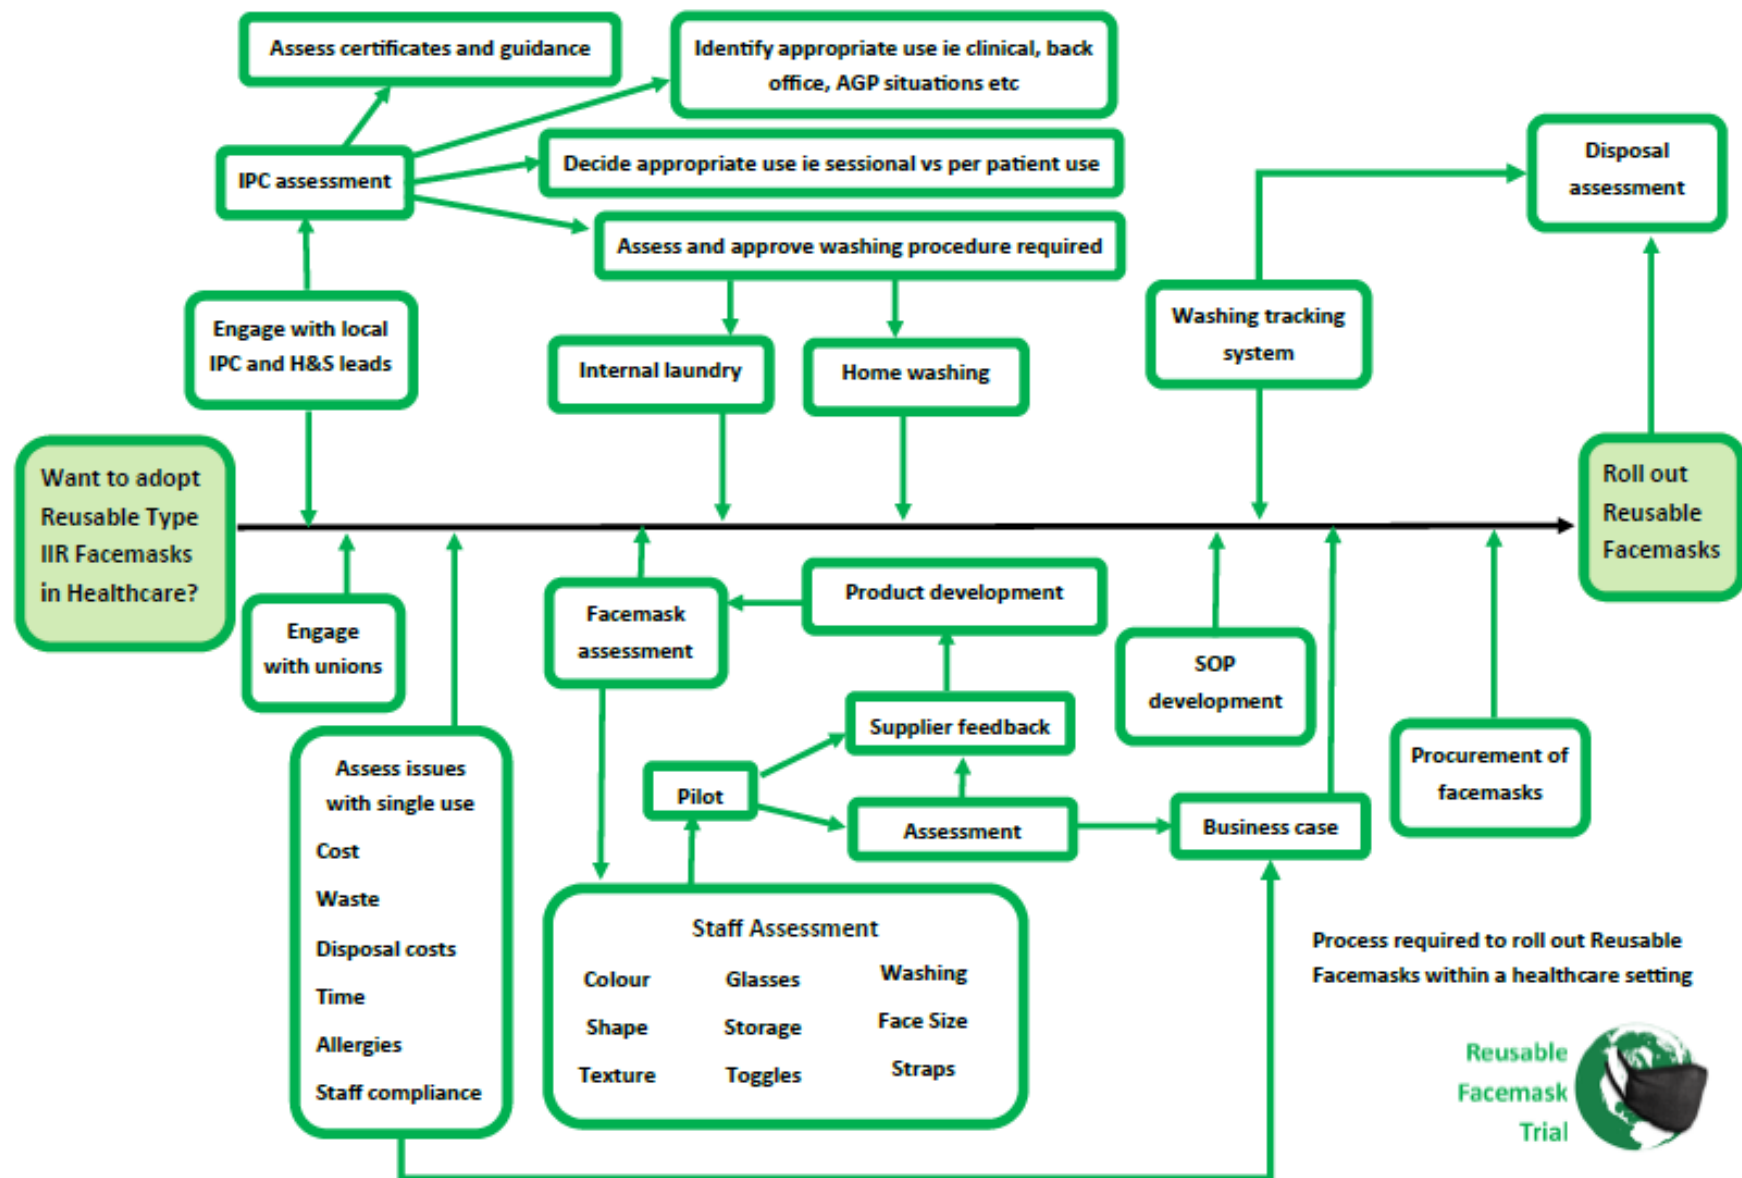 Assess certificates and guidance
Identify appropriate use ie clinical, back
office, AGP situations etc
IPC assessment
Decide appropriate use ie sessional vs per patient use
Disposal
assessment
Assess and approve washing procedure required
Engage with local
IPC and H&S leads
Internal laundry
Home washing
Washing tracking
system
Want to adopt
Reusable Type
IIR Facemasks
in Healthcare?
Roll out
Reusable
Facemasks
Engage
with unions
Facemask
assessment
Product development
SOP
development
Supplier feedback
Pilot
Assessment
Business case
Procurement of
facemasks
Assess issues
with single use
Cost
Waste
Disposal costs
Time
Allergies
Staff compliance
Staff Assessment
Colour
Glasses
Washing
Shape
Storage
Face Size
Texture
Toggles
Straps
Process required to roll out Reusable
Facemasks within a healthcare setting
Reusable
Facemask
Trial